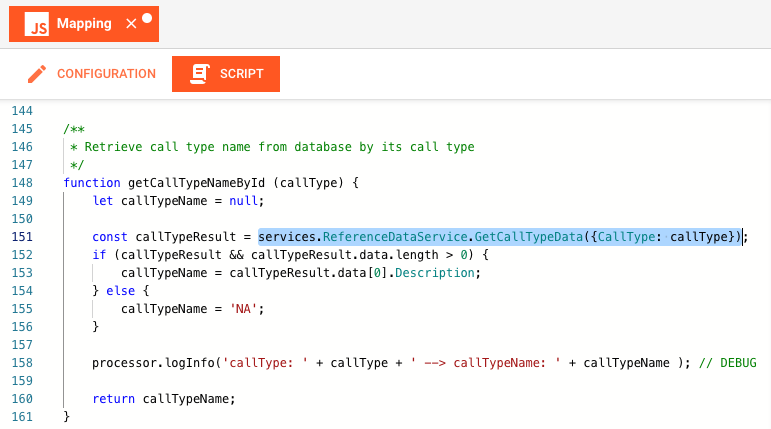 JS Mapping ×
CONFIGURATION SCRIPT
144
145 /**
146  * Retrieve call type name from database by its call type
147  */
148 function getCallTypeNameById (callType) {
149     let callTypeName = null;
150
151     const callTypeResult = services.ReferenceDataService.GetCallTypeData({CallType: callType});
152     if (callTypeResult && callTypeResult.data.length > 0) {
153         callTypeName = callTypeResult.data[0].Description;
154     } else {
155         callTypeName = 'NA';
156     }
157
158     processor.logInfo('callType: ' + callType + ' --> callTypeName: ' + callTypeName ); // DEBUG
159
160     return callTypeName;
161 }